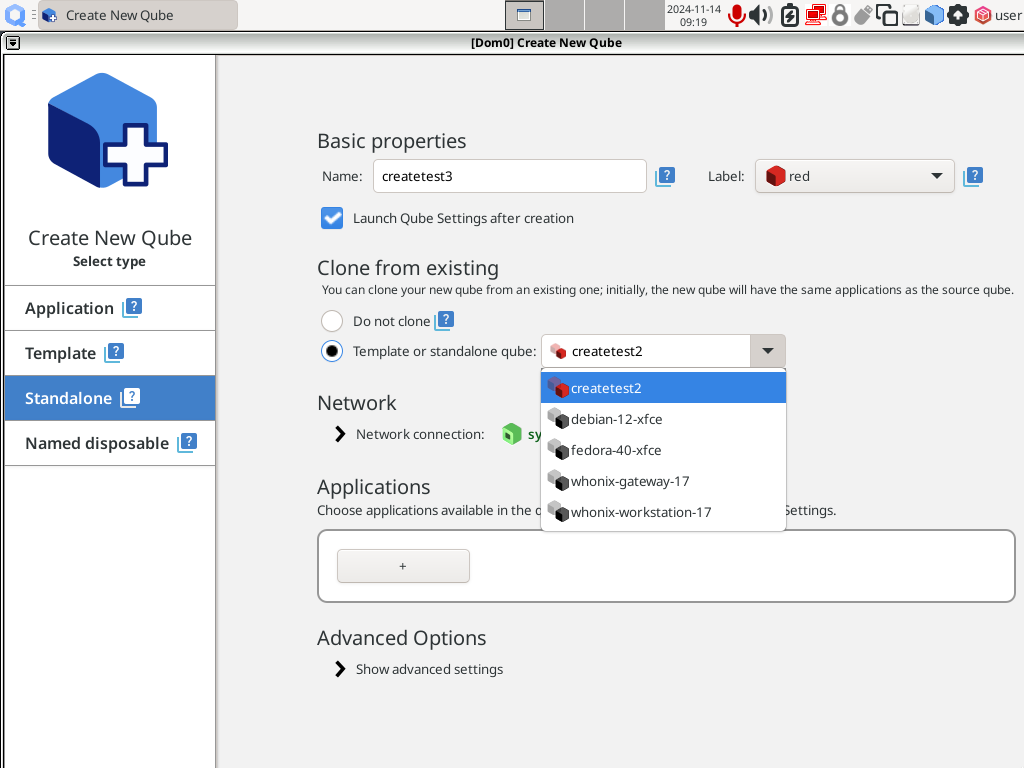 Create New Qube
2024-11-14
09:19
user
[Dom0] Create New Qube
Create New Qube
Select type
Application ?
Template ?
Standalone ?
Named disposable ?
Basic properties
Name: createtest3 ? Label: red ?
Launch Qube Settings after creation
Clone from existing
You can clone your new qube from an existing one; initially, the new qube will have the same applications as the source qube.
Do not clone ?
Template or standalone qube: createtest2
createtest2
debian-12-xfce
fedora-40-xfce
whonix-gateway-17
whonix-workstation-17
Network
Network connection: sy
Applications
Choose applications available in the Settings.
+
Advanced Options
Show advanced settings